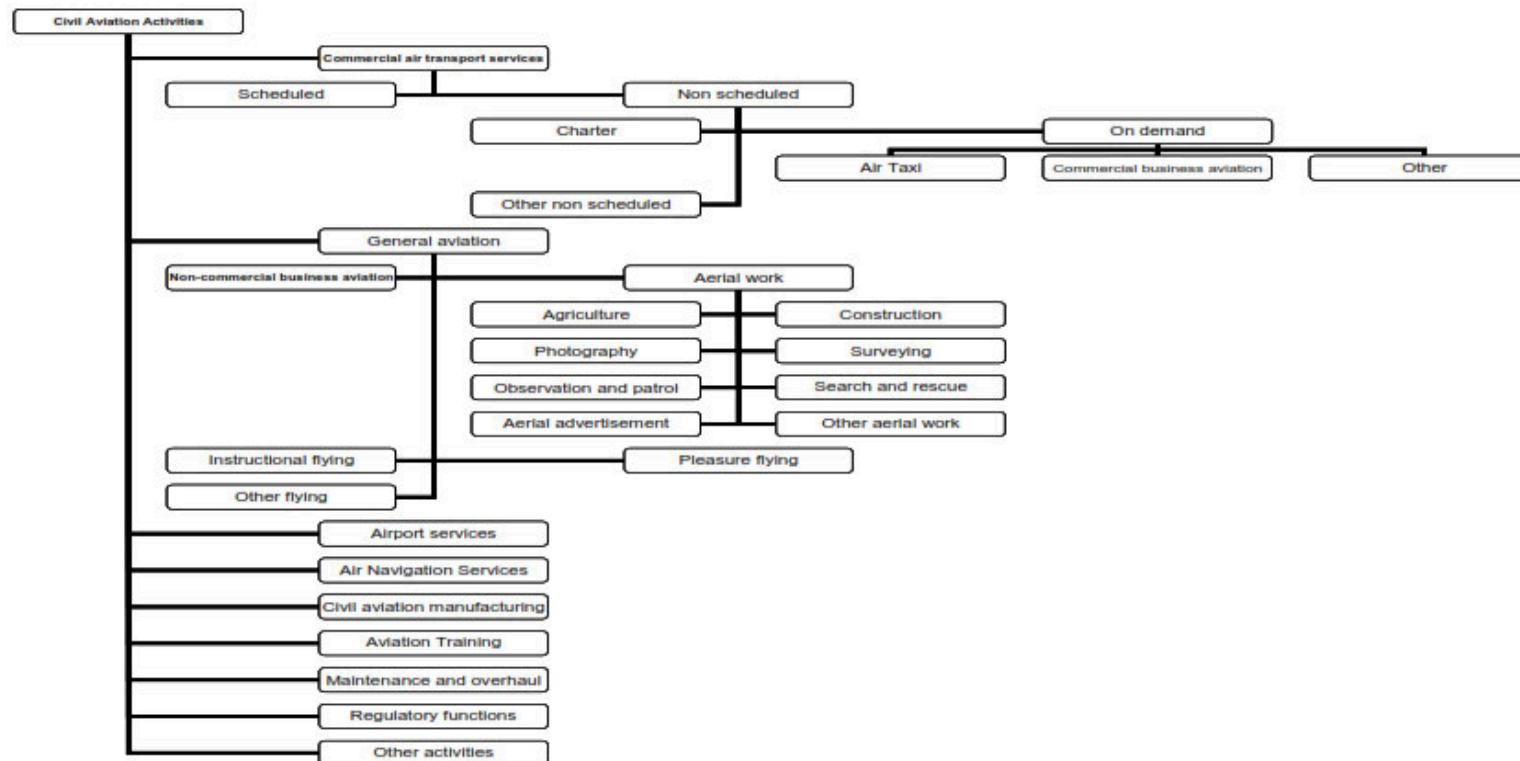 Civil Aviation Activities
Commercial air transport services
Scheduled
Non scheduled
Charter
On demand
Air Taxi
Commercial business aviation
Other
Other non scheduled
General aviation
Non-commercial business aviation
Aerial work
Agriculture
Construction
Photography
Surveying
Observation and patrol
Search and rescue
Aerial advertisement
Other aerial work
Instructional flying
Pleasure flying
Other flying
Airport services
Air Navigation Services
Civil aviation manufacturing
Aviation Training
Maintenance and overhaul
Regulatory functions
Other activities